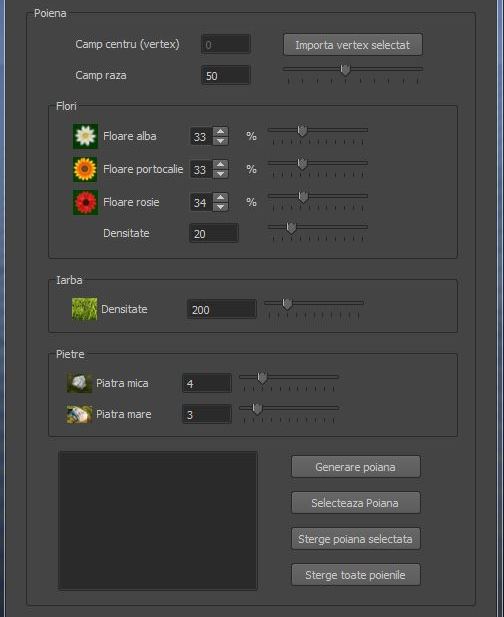 Poiena
Camp centru (vertex) 0 Importa vertex selectat
Camp raza 50
Flori
Floare alba 33 %
Floare portocalie 33 %
Floare rosie 34 %
Densitate 20
Iarba
Densitate 200
Pietre
Piatra mica 4
Piatra mare 3
Generare poiana
Selecteaza Poiana
Sterge poiana selectata
Sterge toate poienile